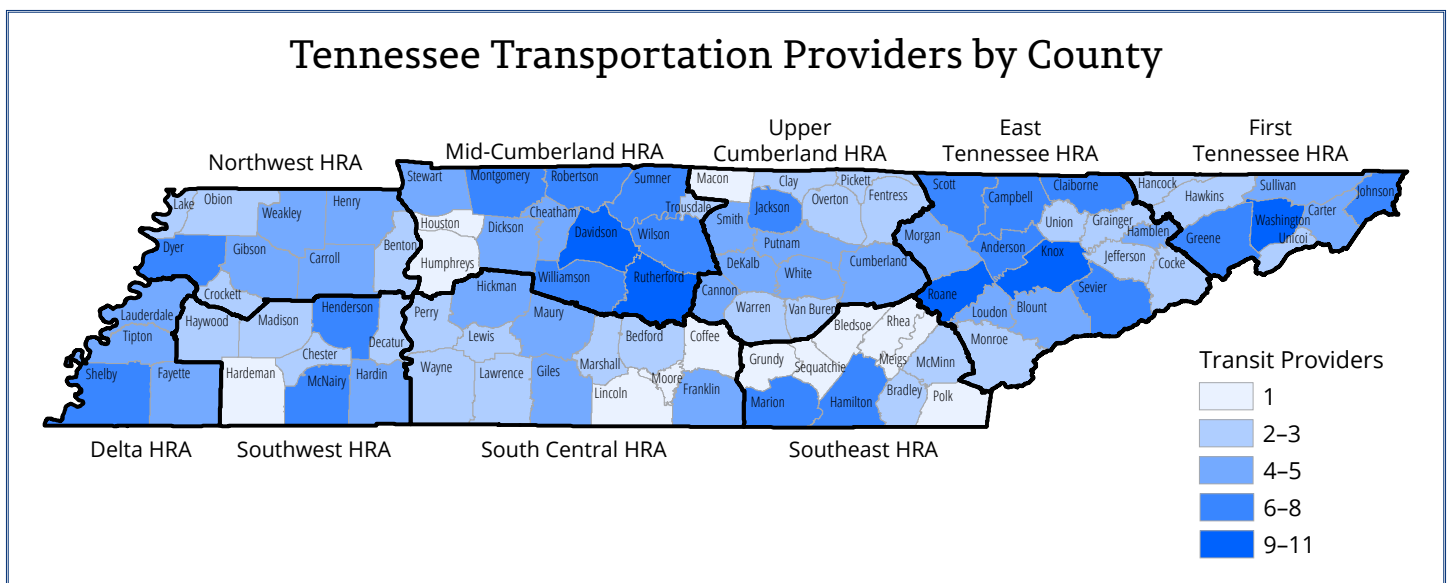 Tennessee Transportation Providers by County
Northwest HRA
Mid-Cumberland HRA
Upper
Cumberland HRA
East
Tennessee HRA
First
Tennessee HRA
Lake
Obion
Weakley
Henry
Dyer
Gibson
Carroll
Benton
Crockett
Stewart
Montgomery
Robertson
Sumner
Trousdale
Houston
Humphreys
Dickson
Cheatham
Davidson
Wilson
Williamson
Rutherford
Macon
Clay
Pickett
Fentress
Overton
Jackson
Smith
Putnam
DeKalb
White
Cumberland
Cannon
Warren
Van Buren
Scott
Campbell
Claiborne
Union
Grainger
Hamblen
Morgan
Anderson
Knox
Jefferson
Cocke
Roane
Loudon
Blount
Sevier
Monroe
Hancock
Hawkins
Sullivan
Johnson
Washington
Carter
Unicoi
Greene
Lauderdale
Tipton
Shelby
Fayette
Haywood
Madison
Henderson
Decatur
Chester
Hardeman
McNairy
Hardin
Perry
Hickman
Maury
Lewis
Wayne
Lawrence
Giles
Marshall
Bedford
Coffee
Moore
Lincoln
Franklin
Grundy
Sequatchie
Bledsoe
Rhea
Meigs
McMinn
Marion
Hamilton
Bradley
Polk
Delta HRA
Southwest HRA
South Central HRA
Southeast HRA
Transit Providers
1
2–3
4–5
6–8
9–11